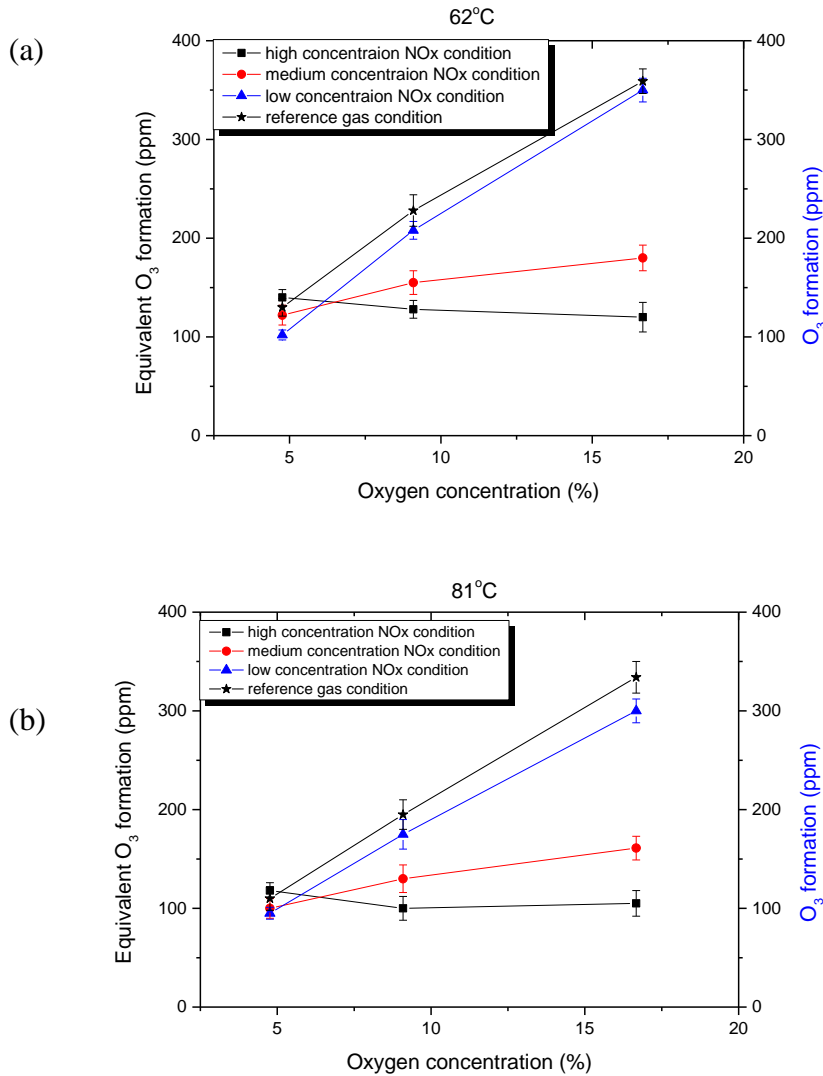 (a)
62°C
high concentraion NOx condition
medium concentraion NOx condition
low concentraion NOx condition
reference gas condition
400
300
200
100
0
400
300
200
100
0
Equivalent O3 formation (ppm)
O3 formation (ppm)
5 10 15 20
Oxygen concentration (%)
(b)
81°C
high concentration NOx condition
medium concentration NOx condition
low concentration NOx condition
reference gas condition
400
300
200
100
0
400
300
200
100
0
Equivalent O3 formation (ppm)
O3 formation (ppm)
5 10 15 20
Oxygen concentration (%)